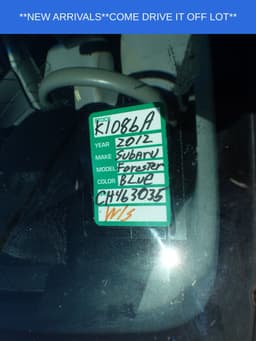 **NEW ARRIVALS**COME DRIVE IT OFF LOT**
K1086A
YEAR 2012
MAKE Subaru
MODEL Forester
COLOR BLUE
CH463035
W/S